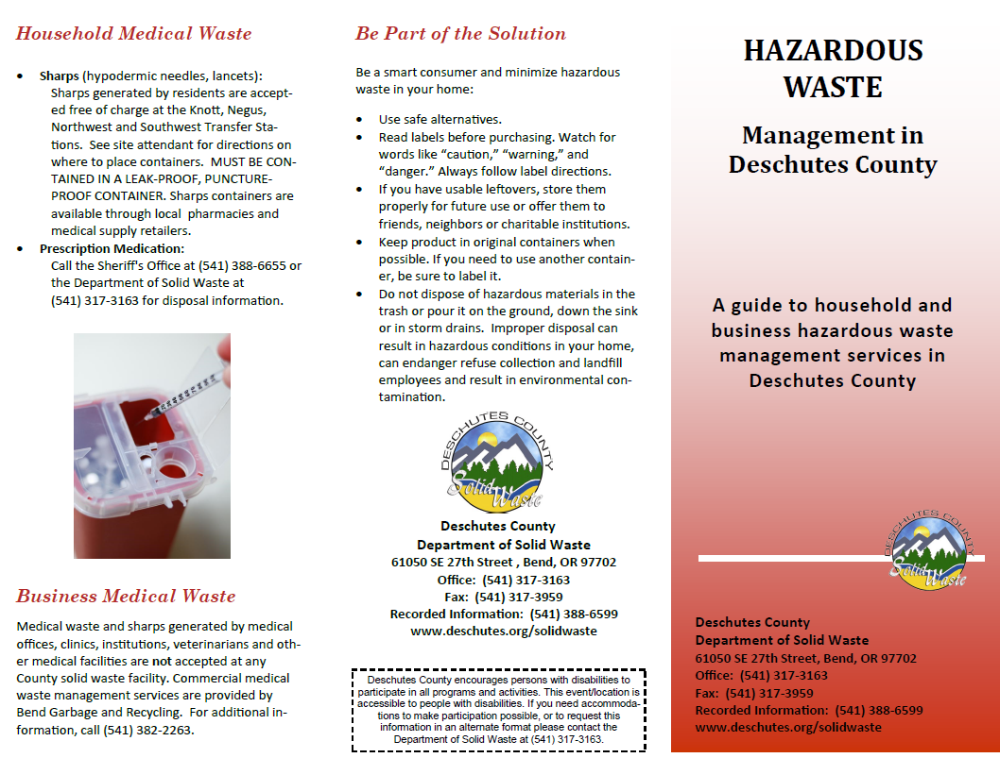 Household Medical Waste
• Sharps (hypodermic needles, lancets):
Sharps generated by residents are accept-
ed free of charge at the Knott, Negus,
Northwest and Southwest Transfer Sta-
tions. See site attendant for directions on
where to place containers. MUST BE CON-
TAINED IN A LEAK-PROOF, PUNCTURE-
PROOF CONTAINER. Sharps containers are
available through local pharmacies and
medical supply retailers.
• Prescription Medication:
Call the Sheriff's Office at (541) 388-6655 or
the Department of Solid Waste at
(541) 317-3163 for disposal information.
Business Medical Waste
Medical waste and sharps generated by medical
offices, clinics, institutions, veterinarians and oth-
er medical facilities are not accepted at any
County solid waste facility. Commercial medical
waste management services are provided by
Bend Garbage and Recycling. For additional in-
formation, call (541) 382-2263.
Be Part of the Solution
Be a smart consumer and minimize hazardous
waste in your home:
• Use safe alternatives.
• Read labels before purchasing. Watch for
words like “caution,” “warning,” and
“danger.” Always follow label directions.
• If you have usable leftovers, store them
properly for future use or offer them to
friends, neighbors or charitable institutions.
• Keep product in original containers when
possible. If you need to use another contain-
er, be sure to label it.
• Do not dispose of hazardous materials in the
trash or pour it on the ground, down the sink
or in storm drains. Improper disposal can
result in hazardous conditions in your home,
can endanger refuse collection and landfill
employees and result in environmental con-
tamination.
DESCHUTES COUNTY
Solid Waste
Deschutes County
Department of Solid Waste
61050 SE 27th Street , Bend, OR 97702
Office: (541) 317-3163
Fax: (541) 317-3959
Recorded Information: (541) 388-6599
www.deschutes.org/solidwaste
Deschutes County encourages persons with disabilities to
participate in all programs and activities. This event/location is
accessible to people with disabilities. If you need accommoda-
tions to make participation possible, or to request this
information in an alternate format please contact the
Department of Solid Waste at (541) 317-3163.
HAZARDOUS
WASTE
Management in
Deschutes County
A guide to household and
business hazardous waste
management services in
Deschutes County
DESCHUTES COUNTY
Solid Waste
Deschutes County
Department of Solid Waste
61050 SE 27th Street, Bend, OR 97702
Office: (541) 317-3163
Fax: (541) 317-3959
Recorded Information: (541) 388-6599
www.deschutes.org/solidwaste